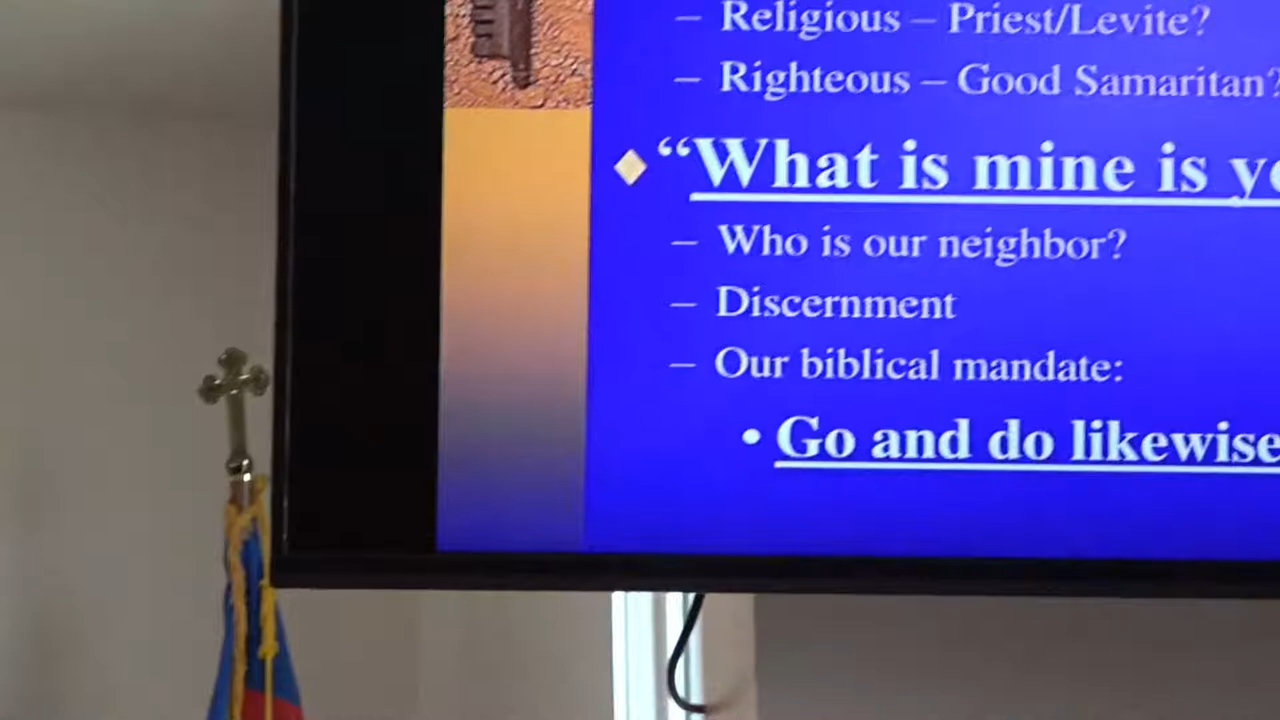 – Religious – Priest/Levite?
– Righteous – Good Samaritan?
“What is mine is
– Who is our neighbor?
– Discernment
– Our biblical mandate:
• Go and do likewise